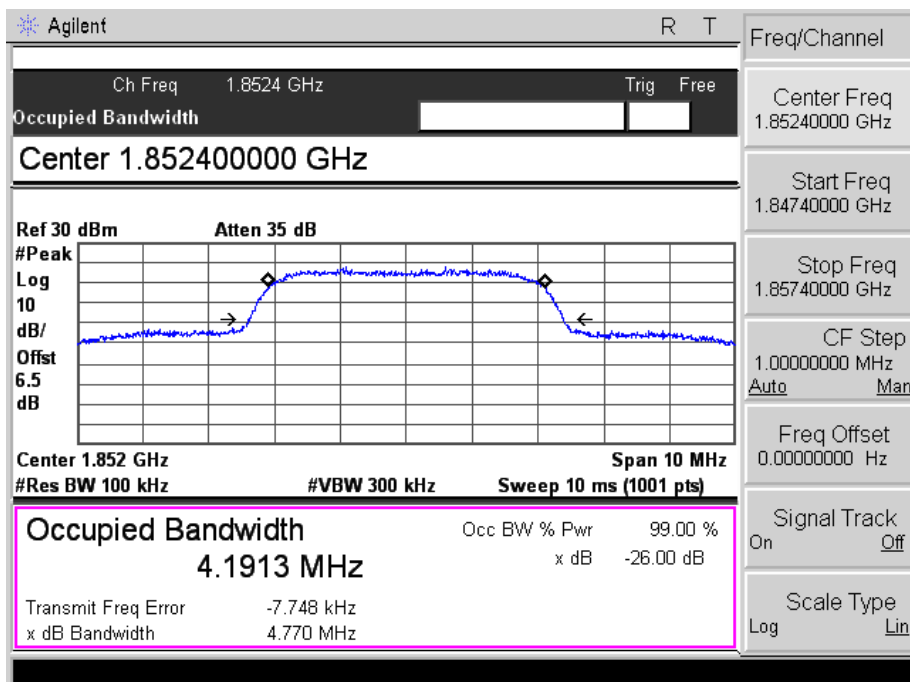 Agilent R T
Ch Freq 1.8524 GHz Trig Free
Occupied Bandwidth
Center 1.852400000 GHz
Ref 30 dBm Atten 35 dB
#Peak
Log
10
dB/
Offst
6.5
dB
Center 1.852 GHz Span 10 MHz
#Res BW 100 kHz #VBW 300 kHz Sweep 10 ms (1001 pts)
Occupied Bandwidth
4.1913 MHz
Occ BW % Pwr 99.00 %
x dB -26.00 dB
Transmit Freq Error -7.748 kHz
x dB Bandwidth 4.770 MHz
Freq/Channel
Center Freq
1.85240000 GHz
Start Freq
1.84740000 GHz
Stop Freq
1.85740000 GHz
CF Step
1.00000000 MHz
Auto Man
Freq Offset
0.00000000 Hz
Signal Track
On Off
Scale Type
Log Lin